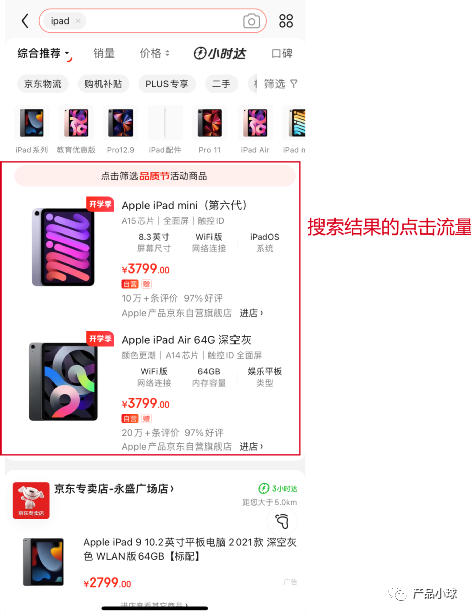 ipad ×
综合推荐 销量 价格 小时达 口碑
京东物流 购机补贴 PLUS专享 二手 筛选
iPad系列 教育优惠版 Pro12.9 iPad配件 Pro 11 iPad Air iPad m
点击筛选品质节活动商品
开学季
Apple iPad mini（第六代）
A15芯片｜全面屏｜触控ID
8.3英寸 WiFi版 iPadOS
屏幕尺寸 网络连接 系统
¥3799.00
自营 赠
10万+条评价 97%好评
Apple产品京东自营旗舰店 进店›
搜索结果的点击流量
开学季
Apple iPad Air 64G 深空灰
颜色更潮｜A14芯片｜触控ID 全面屏
WiFi版 64GB 娱乐平板
网络连接 内存容量 类型
¥3799.00
自营 赠
20万+条评价 97%好评
Apple产品京东自营旗舰店 进店›
京东专卖店
京东专卖店-永盛广场店›
3小时达
距您大于5.0km
Apple iPad 9 10.2英寸平板电脑 2021款 深空灰
色 WLAN版 64GB【标配】
¥2799.00
广告
产品小球